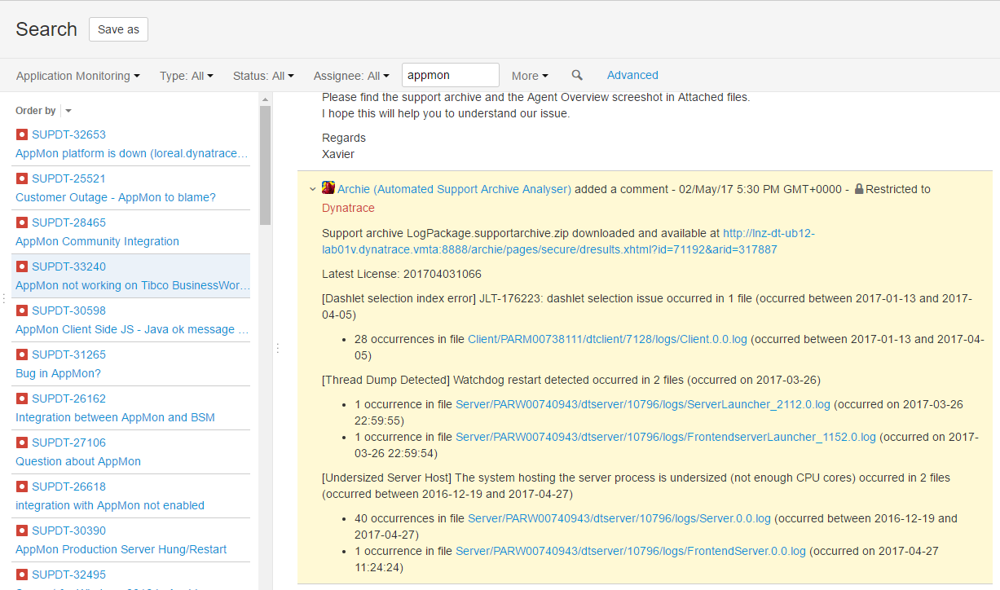 Search
Save as
Application Monitoring
Type: All
Status: All
Assignee: All
appmon
More
Advanced
Order by
SUPDT-32653
AppMon platform is down (loreal.dynatrace...
SUPDT-25521
Customer Outage - AppMon to blame?
SUPDT-28465
AppMon Community Integration
SUPDT-33240
AppMon not working on Tibco BusinessWor...
SUPDT-30598
AppMon Client Side JS - Java ok message ...
SUPDT-31265
Bug in AppMon?
SUPDT-26162
Integration between AppMon and BSM
SUPDT-27106
Question about AppMon
SUPDT-26618
integration with AppMon not enabled
SUPDT-30390
AppMon Production Server Hung/Restart
SUPDT-32495
Please find the support archive and the Agent Overview screeshot in Attached files.
I hope this will help you to understand our issue.
Regards
Xavier
Archie (Automated Support Archive Analyser) added a comment - 02/May/17 5:30 PM GMT+0000 - Restricted to
Dynatrace
Support archive LogPackage.supportarchive.zip downloaded and available at http://lnz-dt-ub12-
lab01v.dynatrace.vmta:8888/archie/pages/secure/dresults.xhtml?id=71192&arid=317887
Latest License: 201704031066
[Dashlet selection index error] JLT-176223: dashlet selection issue occurred in 1 file (occurred between 2017-01-13 and 2017-
04-05)
• 28 occurrences in file Client/PARM00738111/dtclient/7128/logs/Client.0.0.log (occurred between 2017-01-13 and 2017-04-
05)
[Thread Dump Detected] Watchdog restart detected occurred in 2 files (occurred on 2017-03-26)
• 1 occurrence in file Server/PARW00740943/dtserver/10796/logs/ServerLauncher_2112.0.log (occurred on 2017-03-26
22:59:55)
• 1 occurrence in file Server/PARW00740943/dtserver/10796/logs/FrontendserverLauncher_1152.0.log (occurred on 2017-
03-26 22:59:54)
[Undersized Server Host] The system hosting the server process is undersized (not enough CPU cores) occurred in 2 files
(occurred between 2016-12-19 and 2017-04-27)
• 40 occurrences in file Server/PARW00740943/dtserver/10796/logs/Server.0.0.log (occurred between 2016-12-19 and
2017-04-27)
• 1 occurrence in file Server/PARW00740943/dtserver/10796/logs/FrontendServer.0.0.log (occurred on 2017-04-27
11:24:24)